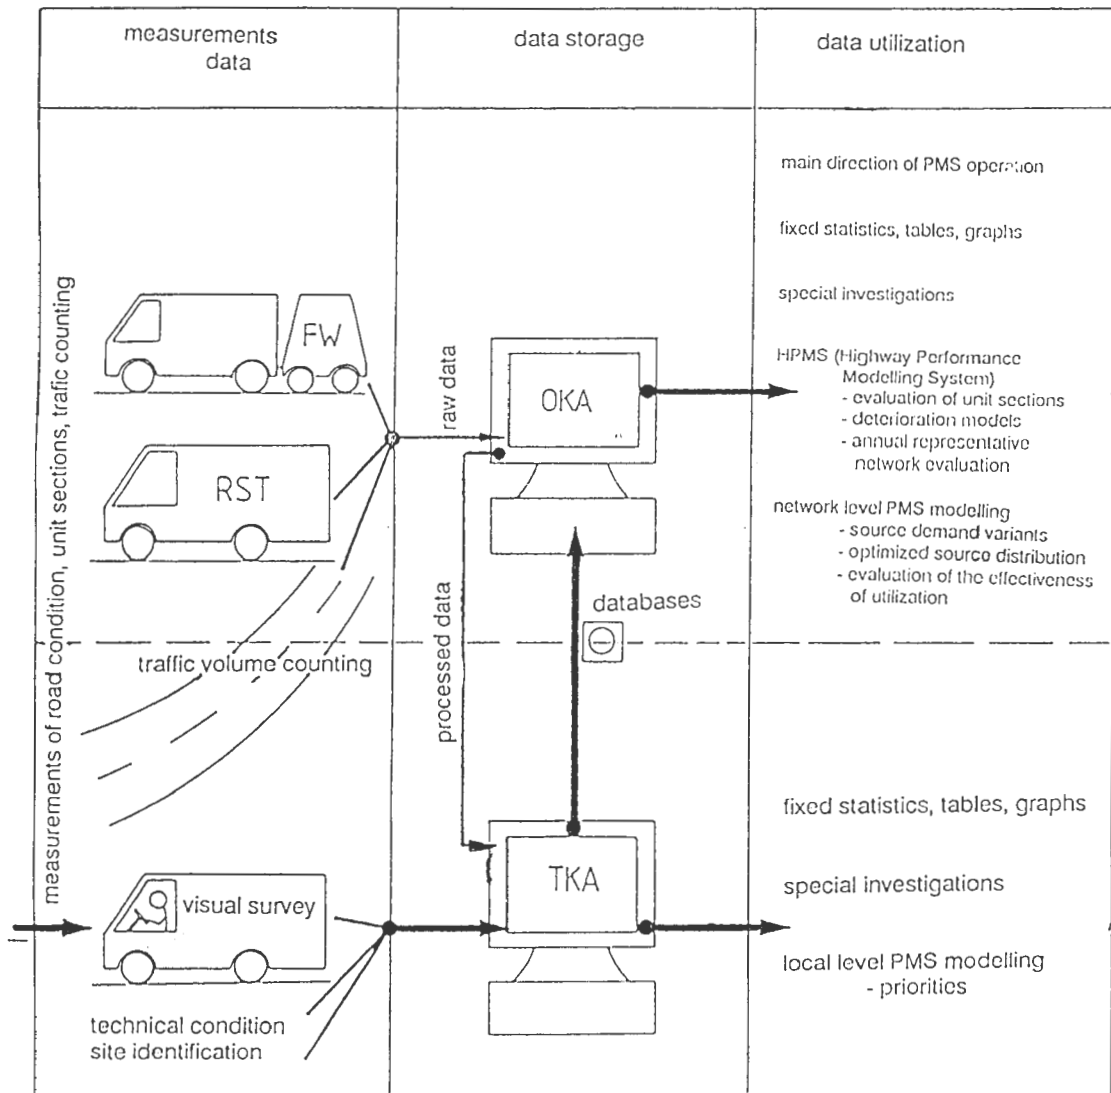 measurements
data
data storage
data utilization
measurements of road condition, unit sections, trafic counting
FW
RST
traffic volume counting
visual survey
technical condition
site identification
raw data
processed data
OKA
databases
TKA
main direction of PMS operation
fixed statistics, tables, graphs
special investigations
HPMS (Highway Performance
Modelling System)
- evaluation of unit sections
- deterioration models
- annual representative
network evaluation
network level PMS modelling
- source demand variants
- optimized source distribution
- evaluation of the effectiveness
of utilization
fixed statistics, tables, graphs
special investigations
local level PMS modelling
- priorities